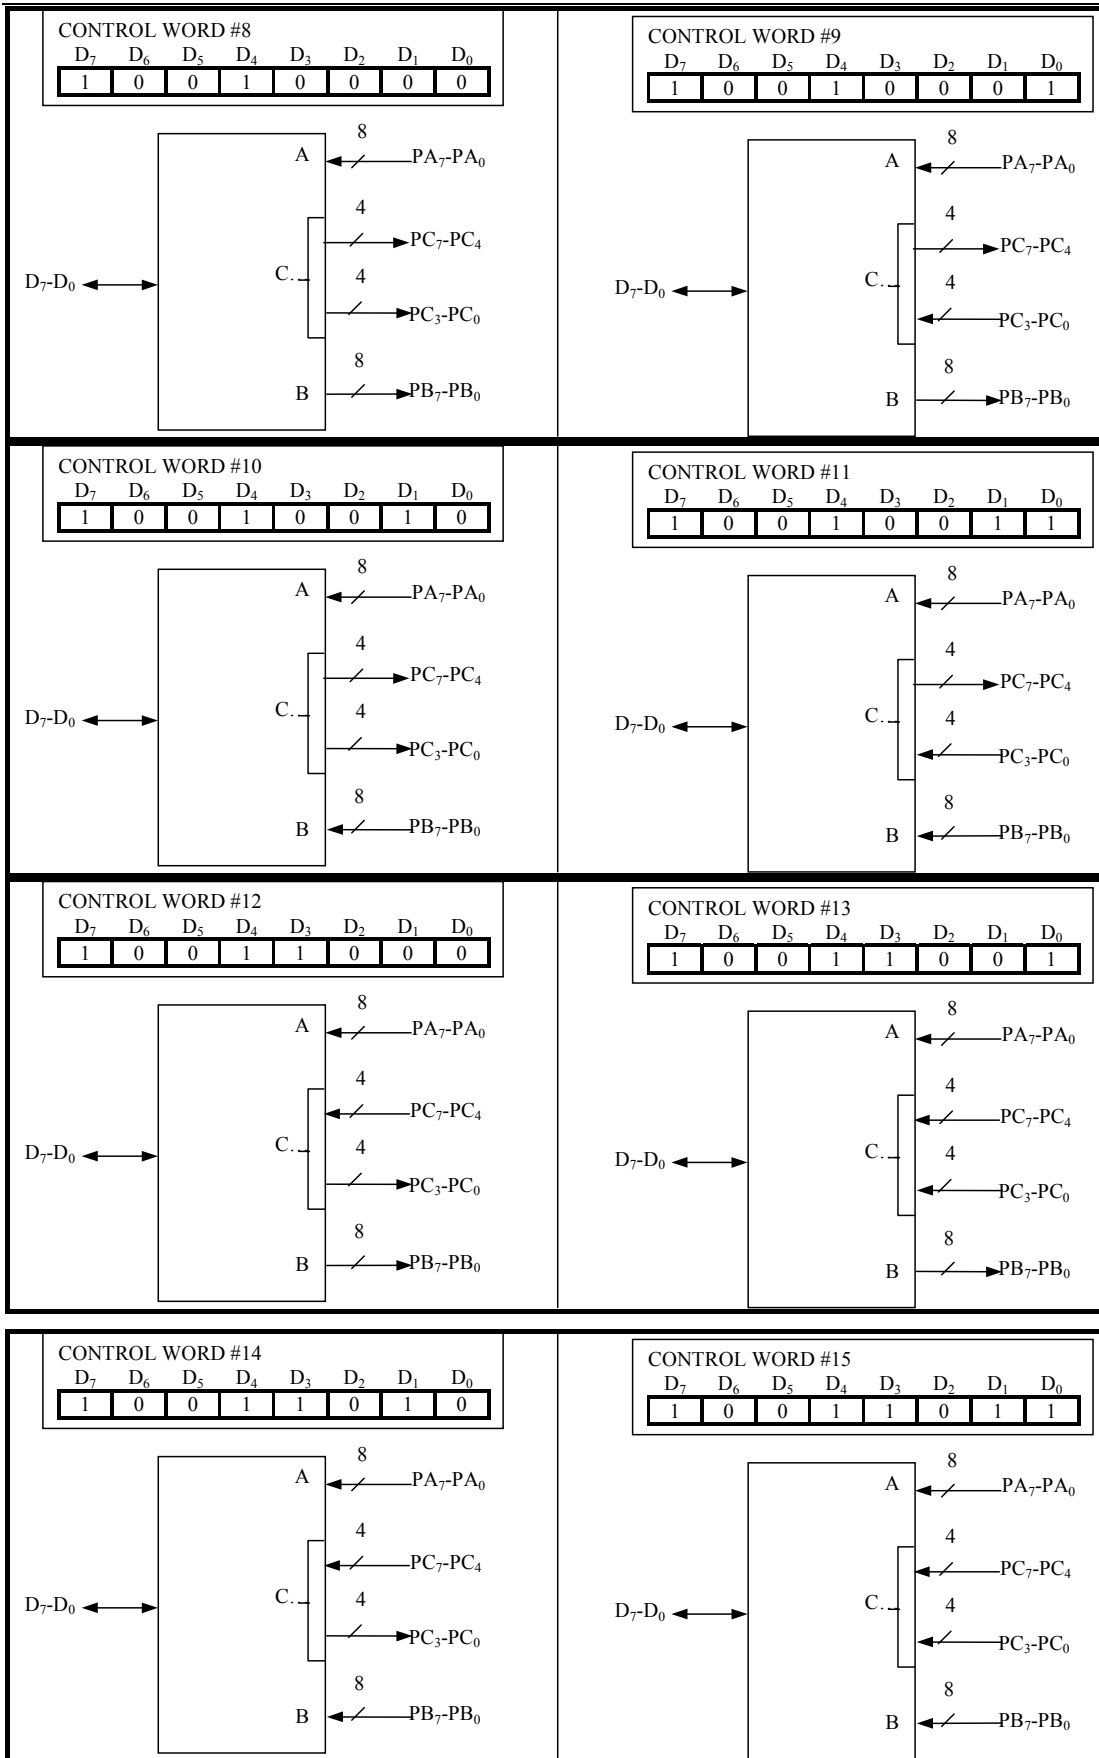 CONTROL WORD #8
D₇ D₆ D₅ D₄ D₃ D₂ D₁ D₀
1 0 0 1 0 0 0 0
8
A PA₇-PA₀
4
PC₇-PC₄
C. 4
D₇-D₀
PC₃-PC₀
8
B PB₇-PB₀
CONTROL WORD #9
D₇ D₆ D₅ D₄ D₃ D₂ D₁ D₀
1 0 0 1 0 0 0 1
8
A PA₇-PA₀
4
PC₇-PC₄
C. 4
D₇-D₀
PC₃-PC₀
8
B PB₇-PB₀
CONTROL WORD #10
D₇ D₆ D₅ D₄ D₃ D₂ D₁ D₀
1 0 0 1 0 0 1 0
8
A PA₇-PA₀
4
PC₇-PC₄
C. 4
D₇-D₀
PC₃-PC₀
8
B PB₇-PB₀
CONTROL WORD #11
D₇ D₆ D₅ D₄ D₃ D₂ D₁ D₀
1 0 0 1 0 0 1 1
8
A PA₇-PA₀
4
PC₇-PC₄
C. 4
D₇-D₀
PC₃-PC₀
8
B PB₇-PB₀
CONTROL WORD #12
D₇ D₆ D₅ D₄ D₃ D₂ D₁ D₀
1 0 0 1 1 0 0 0
8
A PA₇-PA₀
4
PC₇-PC₄
C. 4
D₇-D₀
PC₃-PC₀
8
B PB₇-PB₀
CONTROL WORD #13
D₇ D₆ D₅ D₄ D₃ D₂ D₁ D₀
1 0 0 1 1 0 0 1
8
A PA₇-PA₀
4
PC₇-PC₄
C. 4
D₇-D₀
PC₃-PC₀
8
B PB₇-PB₀
CONTROL WORD #14
D₇ D₆ D₅ D₄ D₃ D₂ D₁ D₀
1 0 0 1 1 0 1 0
8
A PA₇-PA₀
4
PC₇-PC₄
C. 4
D₇-D₀
PC₃-PC₀
8
B PB₇-PB₀
CONTROL WORD #15
D₇ D₆ D₅ D₄ D₃ D₂ D₁ D₀
1 0 0 1 1 0 1 1
8
A PA₇-PA₀
4
PC₇-PC₄
C. 4
D₇-D₀
PC₃-PC₀
8
B PB₇-PB₀